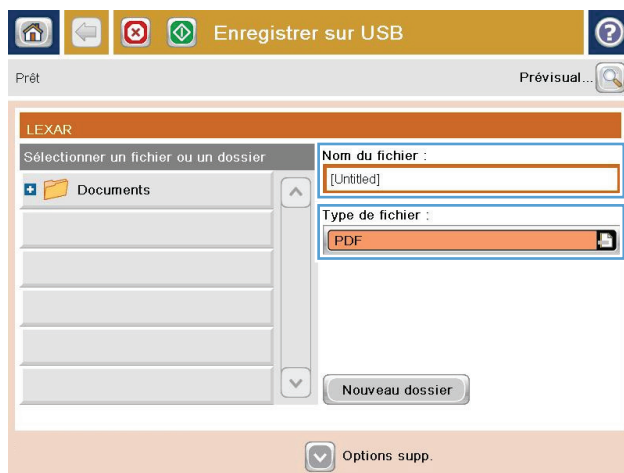 Enregistrer sur USB
?
Prêt
Prévisual...
LEXAR
Sélectionner un fichier ou un dossier
Documents
Nom du fichier :
[Untitled]
Type de fichier :
PDF
Nouveau dossier
Options supp.